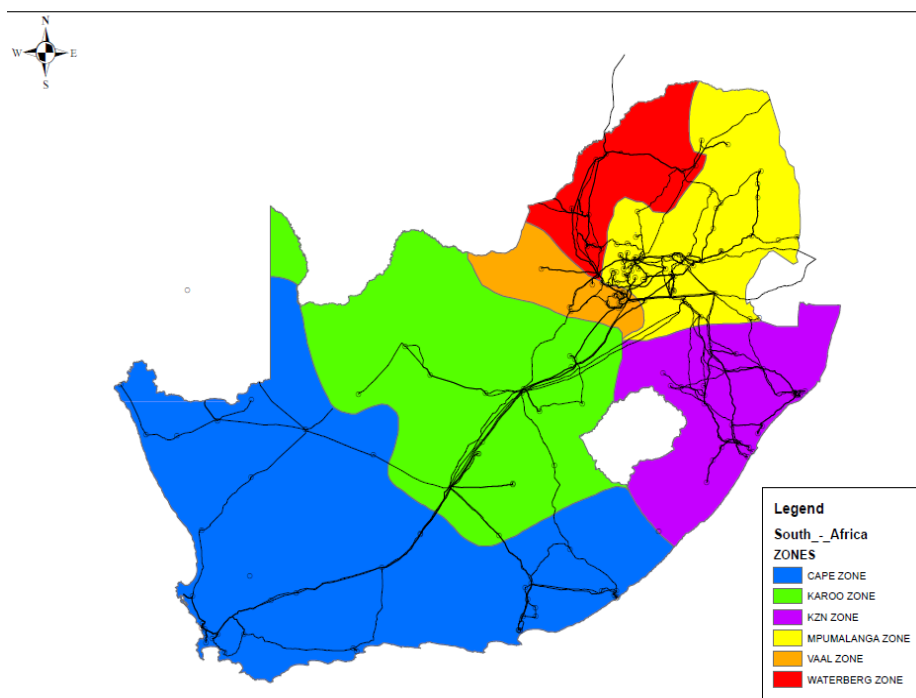 N
W E
S
Legend
South_-_Africa
ZONES
CAPE ZONE
KAROO ZONE
KZN ZONE
MPUMALANGA ZONE
VAAL ZONE
WATERBERG ZONE